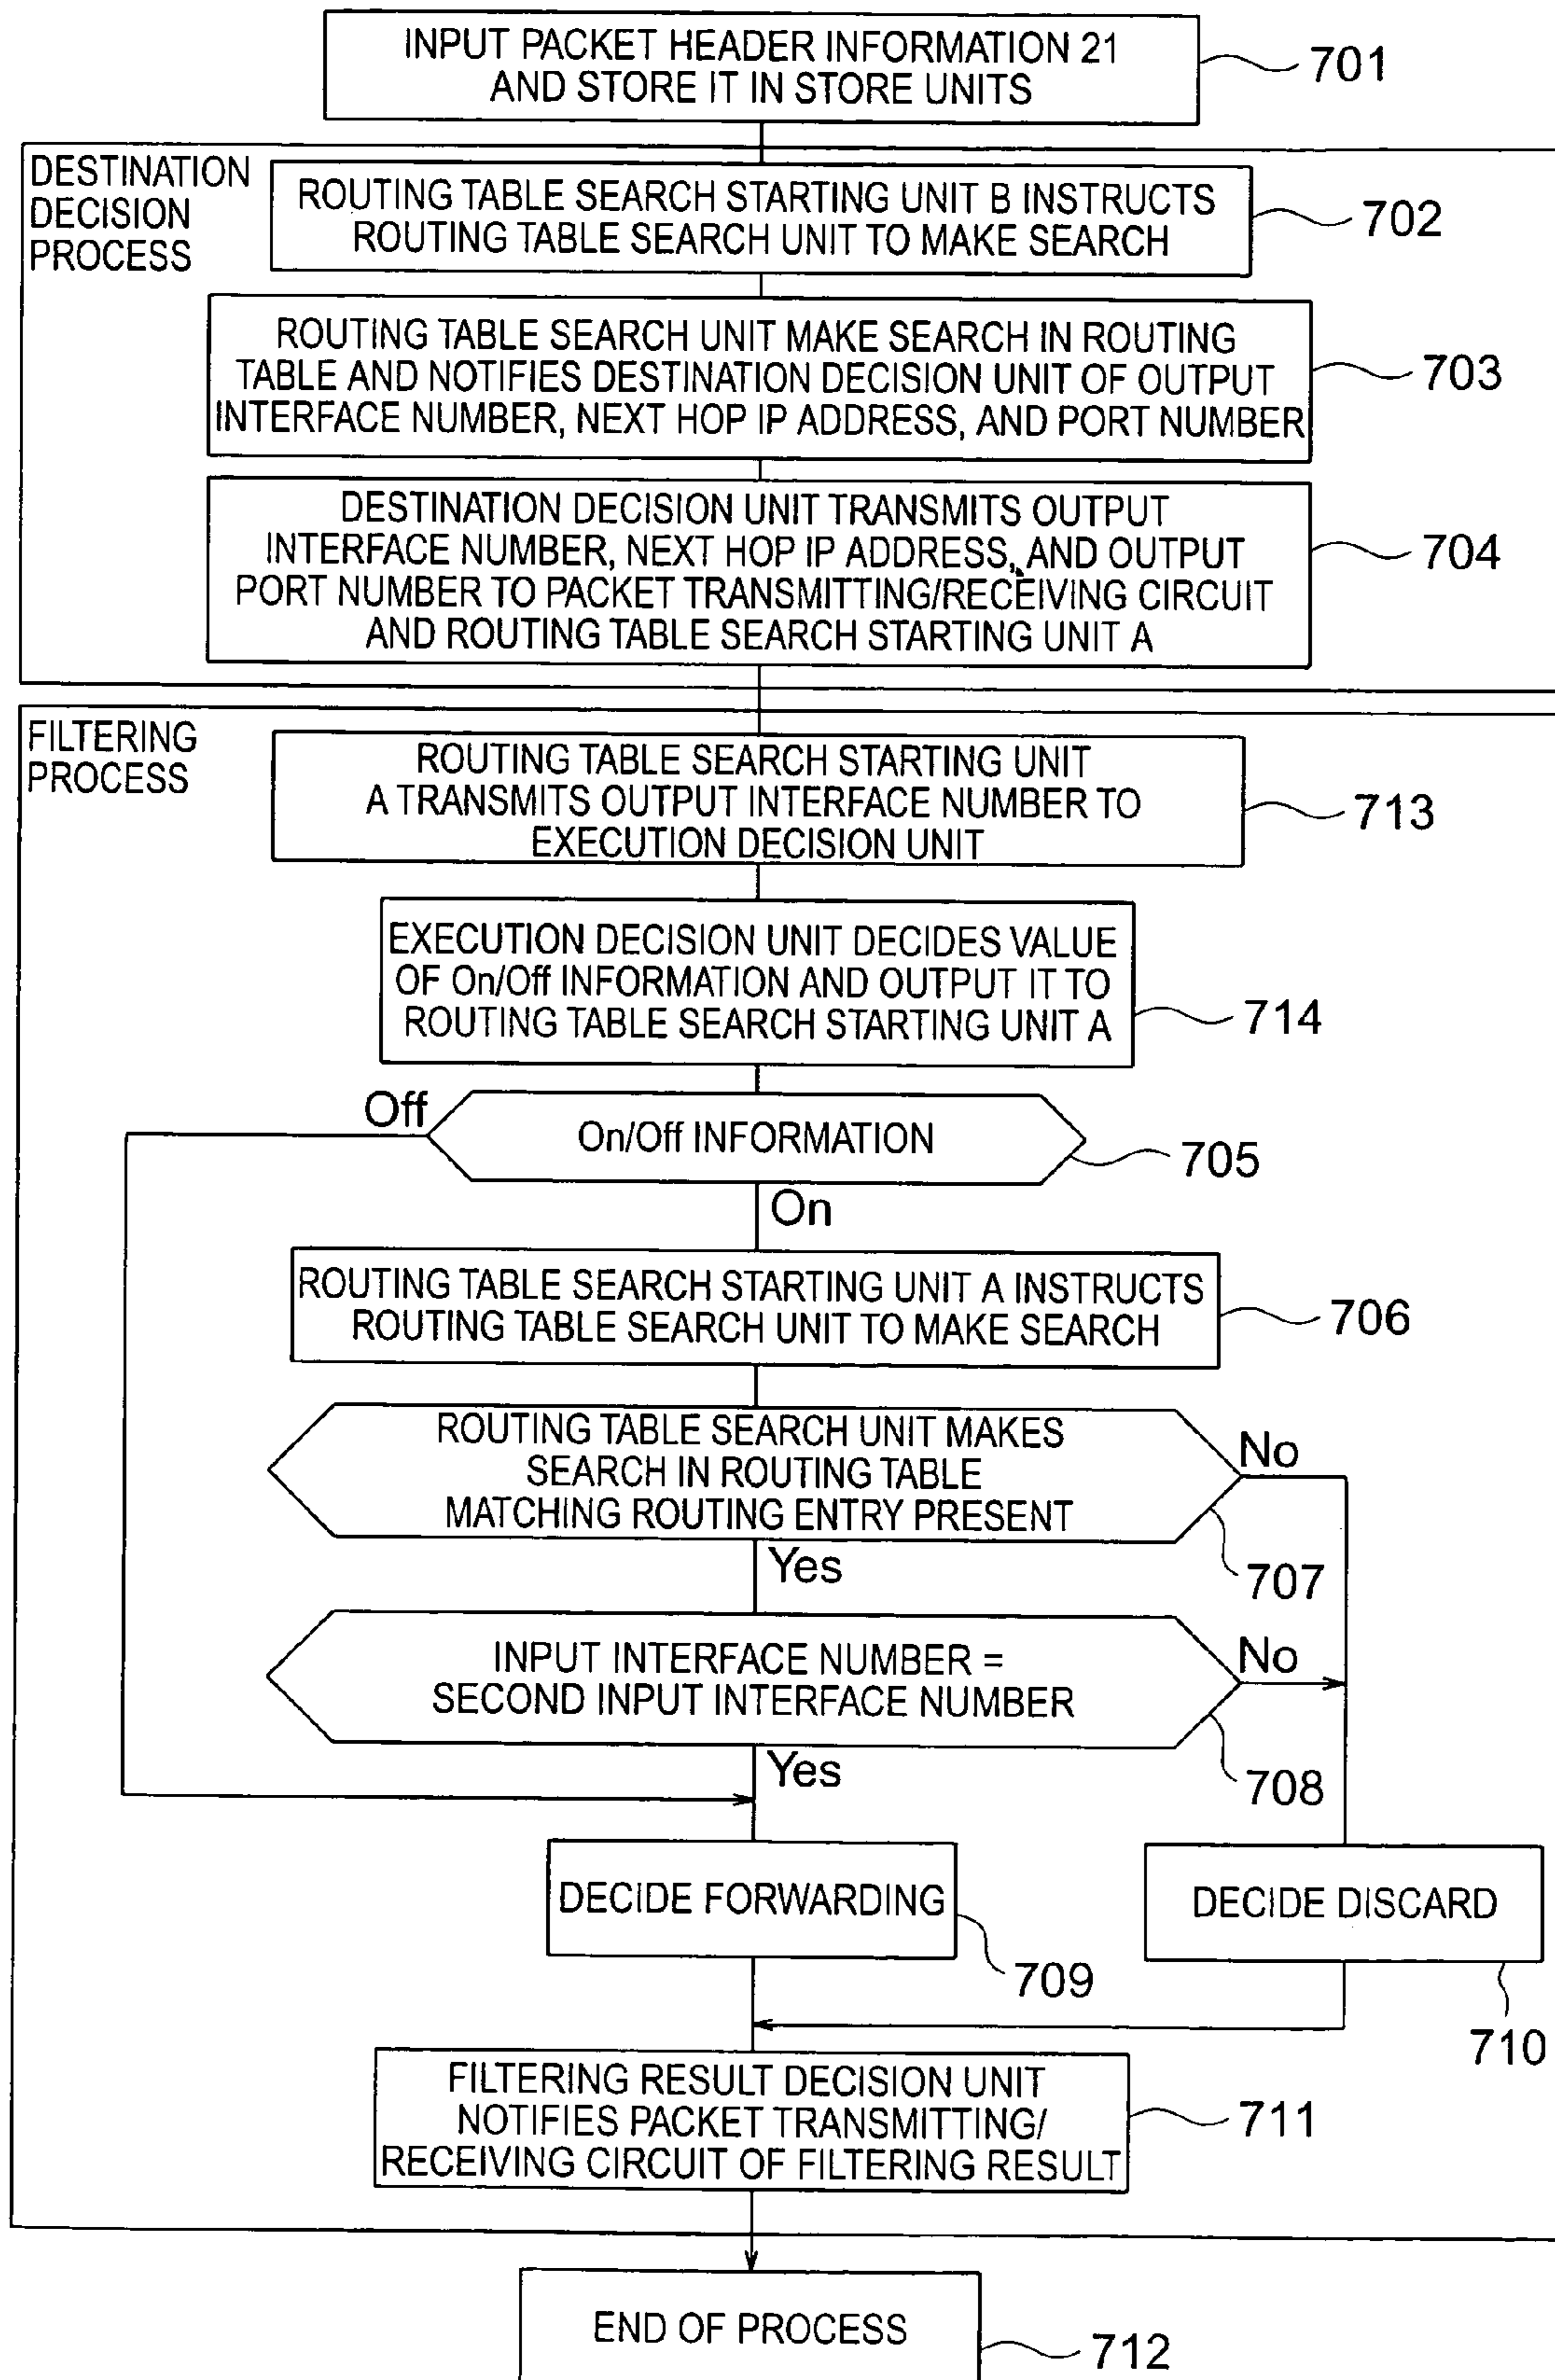 INPUT PACKET HEADER INFORMATION 21
AND STORE IT IN STORE UNITS
701
DESTINATION
DECISION
PROCESS
ROUTING TABLE SEARCH STARTING UNIT B INSTRUCTS
ROUTING TABLE SEARCH UNIT TO MAKE SEARCH
702
ROUTING TABLE SEARCH UNIT MAKE SEARCH IN ROUTING
TABLE AND NOTIFIES DESTINATION DECISION UNIT OF OUTPUT
INTERFACE NUMBER, NEXT HOP IP ADDRESS, AND PORT NUMBER
703
DESTINATION DECISION UNIT TRANSMITS OUTPUT
INTERFACE NUMBER, NEXT HOP IP ADDRESS, AND OUTPUT
PORT NUMBER TO PACKET TRANSMITTING/RECEIVING CIRCUIT
AND ROUTING TABLE SEARCH STARTING UNIT A
704
FILTERING
PROCESS
ROUTING TABLE SEARCH STARTING UNIT
A TRANSMITS OUTPUT INTERFACE NUMBER TO
EXECUTION DECISION UNIT
713
EXECUTION DECISION UNIT DECIDES VALUE
OF On/Off INFORMATION AND OUTPUT IT TO
ROUTING TABLE SEARCH STARTING UNIT A
714
Off
On/Off INFORMATION
705
On
ROUTING TABLE SEARCH STARTING UNIT A INSTRUCTS
ROUTING TABLE SEARCH UNIT TO MAKE SEARCH
706
ROUTING TABLE SEARCH UNIT MAKES
SEARCH IN ROUTING TABLE
MATCHING ROUTING ENTRY PRESENT
No
707
Yes
INPUT INTERFACE NUMBER =
SECOND INPUT INTERFACE NUMBER
No
708
Yes
DECIDE FORWARDING
709
DECIDE DISCARD
710
FILTERING RESULT DECISION UNIT
NOTIFIES PACKET TRANSMITTING/
RECEIVING CIRCUIT OF FILTERING RESULT
711
END OF PROCESS
712